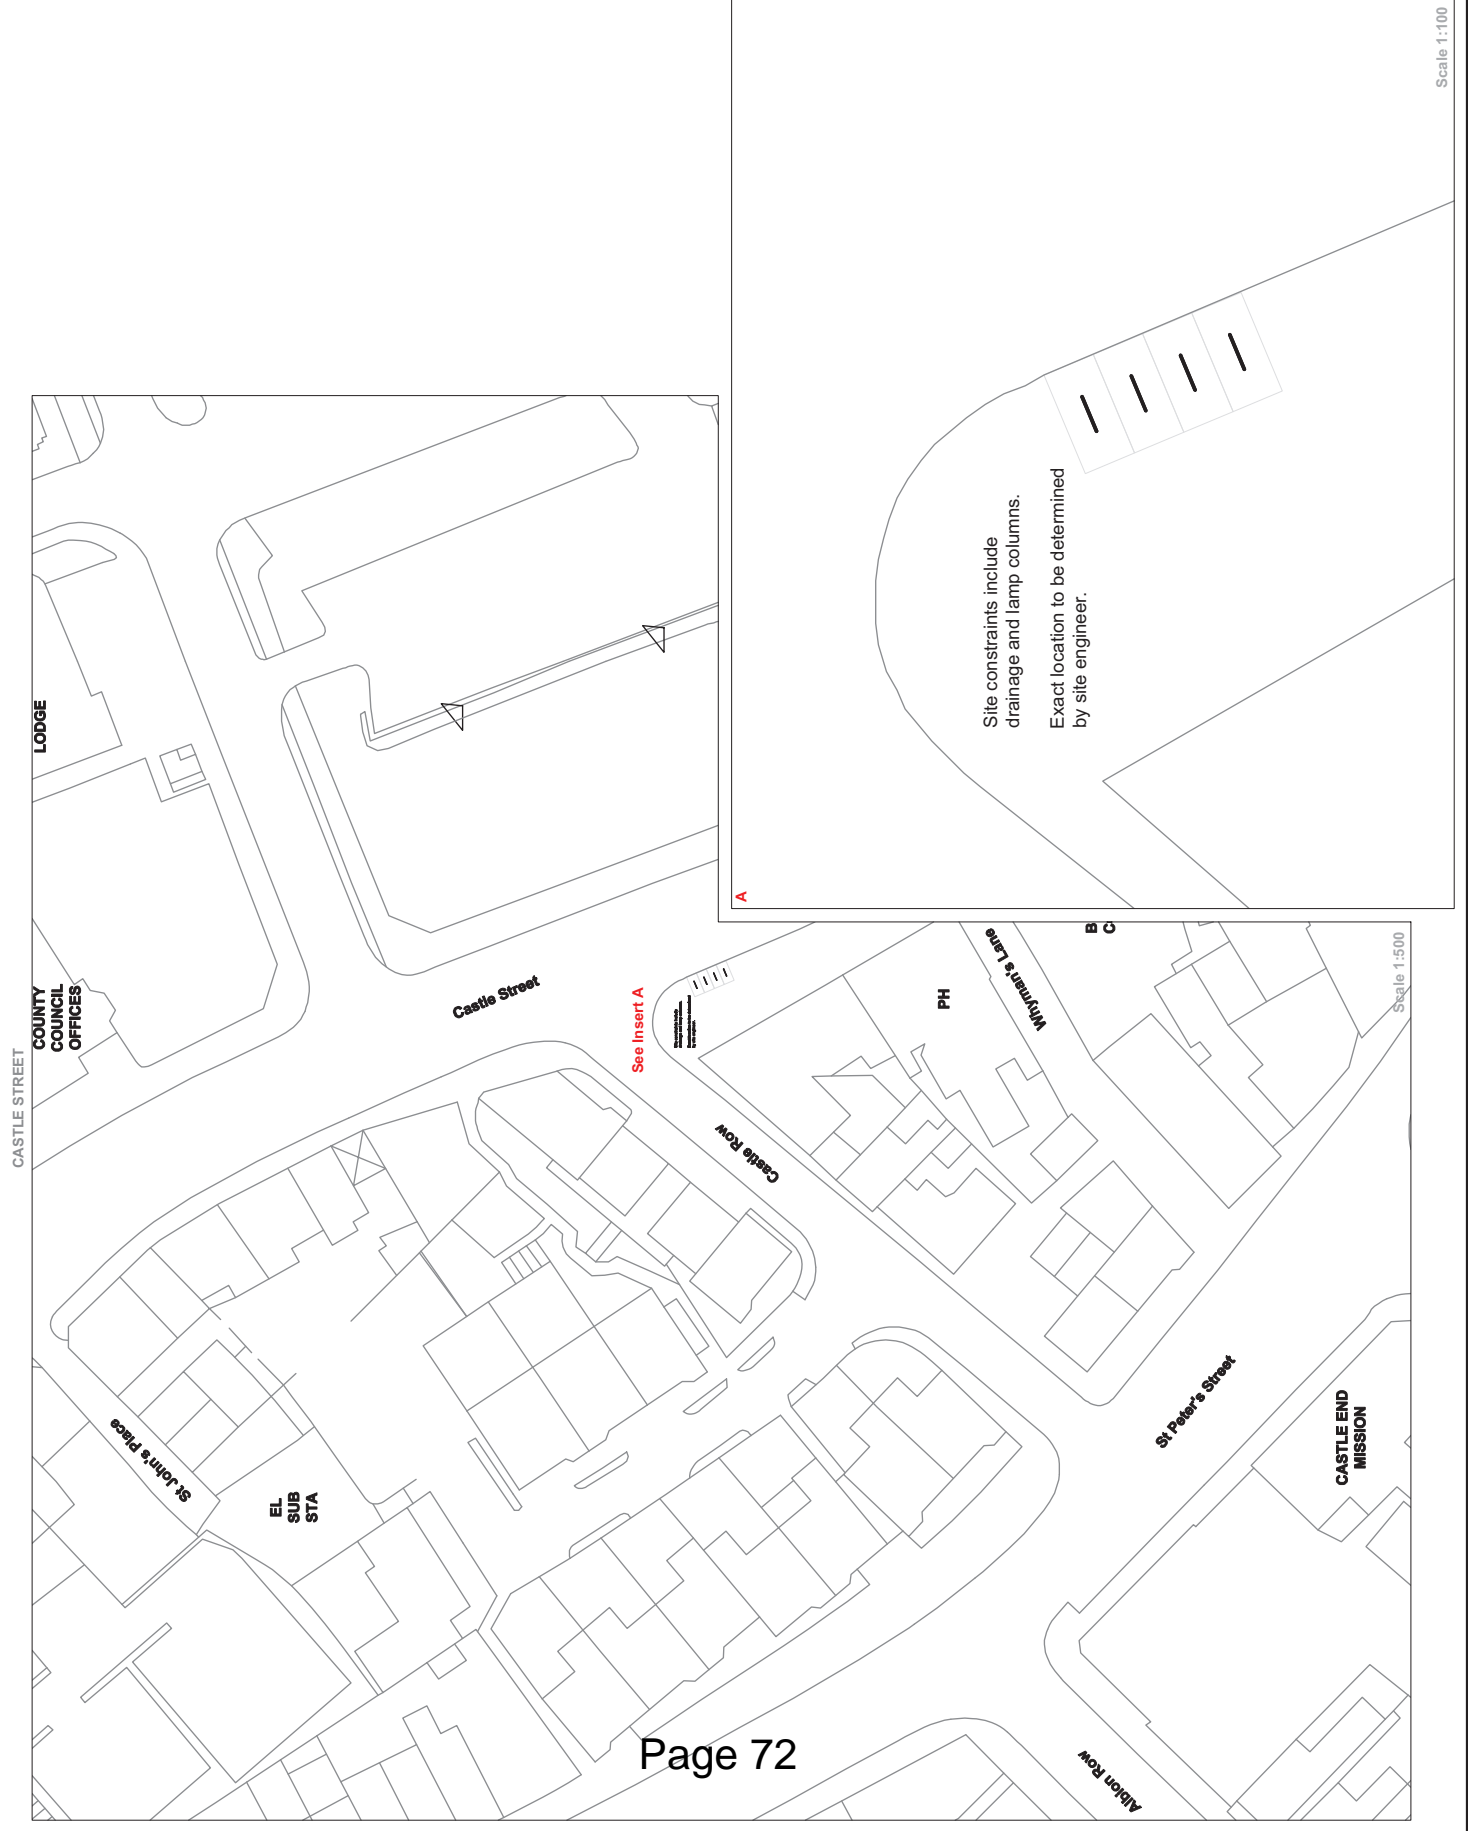 CASTLE STREET
LODGE
COUNTY
COUNCIL
OFFICES
Castle Street
See Insert A
Castle Row
PH
Whyman's Lane
B
C
Scale 1:500
St John's Place
EL
SUB
STA
St Peter's Street
CASTLE END
MISSION
Albion Row
A
Site constraints include
drainage and lamp columns.
Exact location to be determined
by site engineer.
Scale 1:100
Page 72